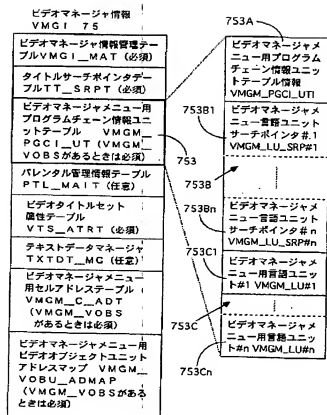 ビデオマネージャ情報
VMGI 75
ビデオマネージャ情報管理テー
ブルVMGI_MAT (必須)
タイトルサーチポインタデー
ブルTT_SRPT (必須)
ビデオマネージャメニュー用
プログラムチェーン情報ユニ
ットテーブル VMGM_
PGCI_UT (VMGM_
VOBSがあるときは必須)
753
パレンタル管理情報テーブル
PTL_MAIT (任意)
ビデオタイトルセット
属性テーブル
VTS_ATRT (必須)
テキストデータマネージャ
TXTDT_MG (任意)
ビデオマネージャメニュー
用セルアドレステーブル
VMGM_C_ADT
(VMGM_VOBS
があるときは必須)
ビデオマネージャメニュー用
ビデオオブジェクトユニット
アドレスマップ VMGM_
VOBU_ADMAP
(VMGM_VOBSがある
ときは必須)
753A
ビデオマネージャメ
ニュー用プログラム
チェーン情報ユニッ
トテーブル情報
VMGM_PGCI_UTI
753B1
ビデオマネージャメ
ニュー言語ユニット
サーチポインタ#.1
VMGM_LU_SRP#1
753B
753Bn
ビデオマネージャメ
ニュー言語ユニット
サーチポインタ#n
VMGM_LU_SRP#n
753C1
ビデオマネージャメ
ニュー用言語ユニッ
ト#1 VMGM_LU#1
753C
ビデオマネージャメ
ニュー用言語ユニッ
ト#n VMGM_LU#n
753Cn